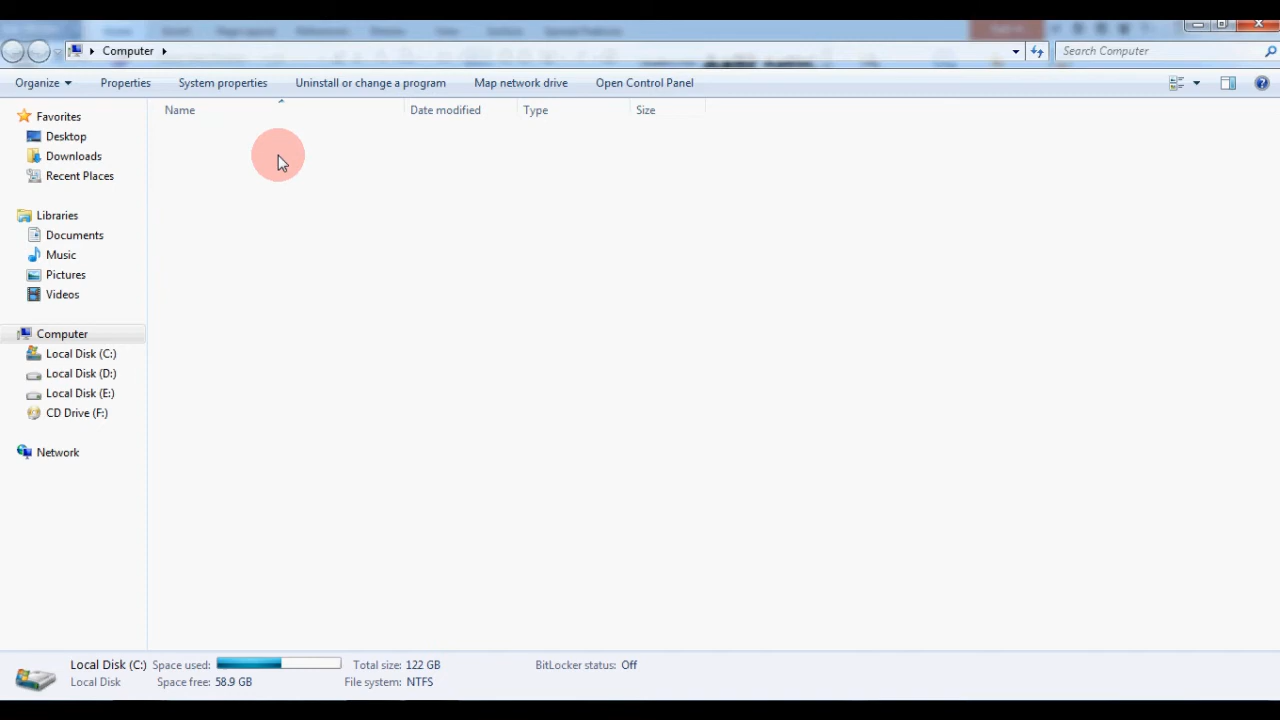 Computer
Search Computer
Organize
Properties
System properties
Uninstall or change a program
Map network drive
Open Control Panel
Name
Date modified
Type
Size
Favorites
Desktop
Downloads
Recent Places
Libraries
Documents
Music
Pictures
Videos
Computer
Local Disk (C:)
Local Disk (D:)
Local Disk (E:)
CD Drive (F:)
Network
Local Disk (C:) Space used: Total size: 122 GB BitLocker status: Off
Local Disk Space free: 58.9 GB File system: NTFS